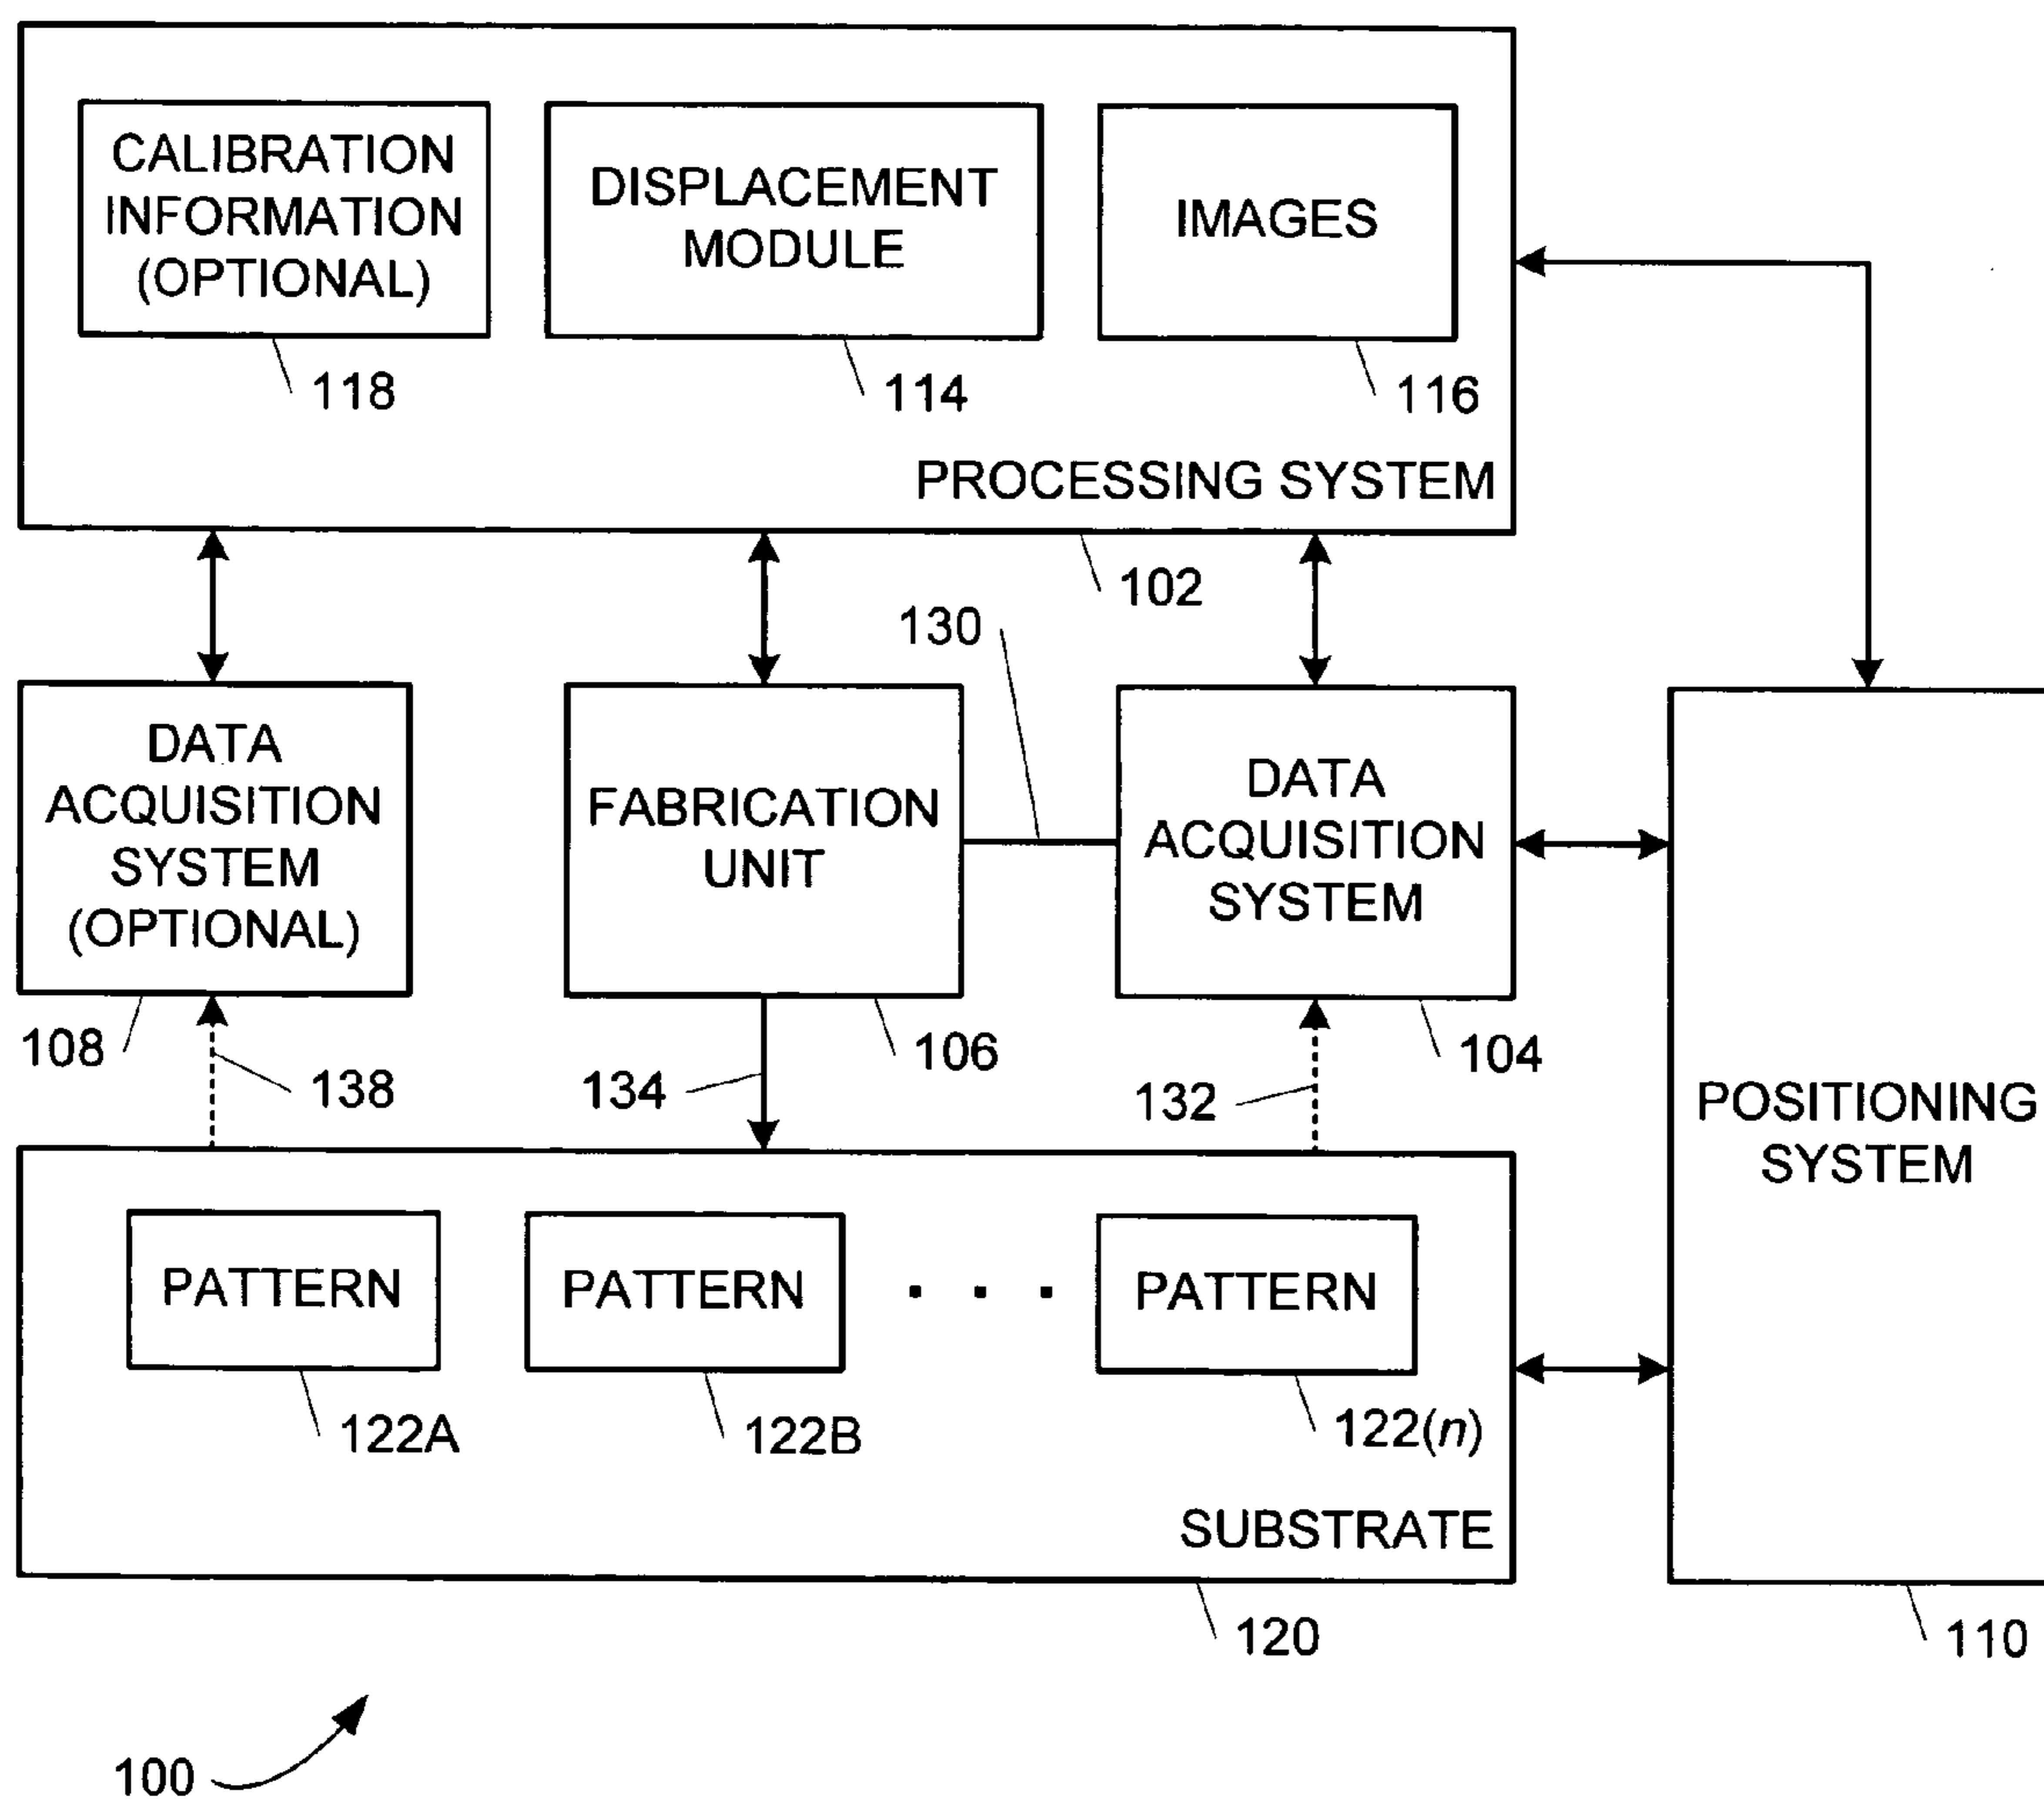 CALIBRATION
INFORMATION
(OPTIONAL)
118
DISPLACEMENT
MODULE
114
IMAGES
116
PROCESSING SYSTEM
102
130
DATA
ACQUISITION
SYSTEM
(OPTIONAL)
108
138
FABRICATION
UNIT
106
134
DATA
ACQUISITION
SYSTEM
104
132
POSITIONING
SYSTEM
110
PATTERN
122A
PATTERN
122B
. . .
PATTERN
122(n)
SUBSTRATE
120
100